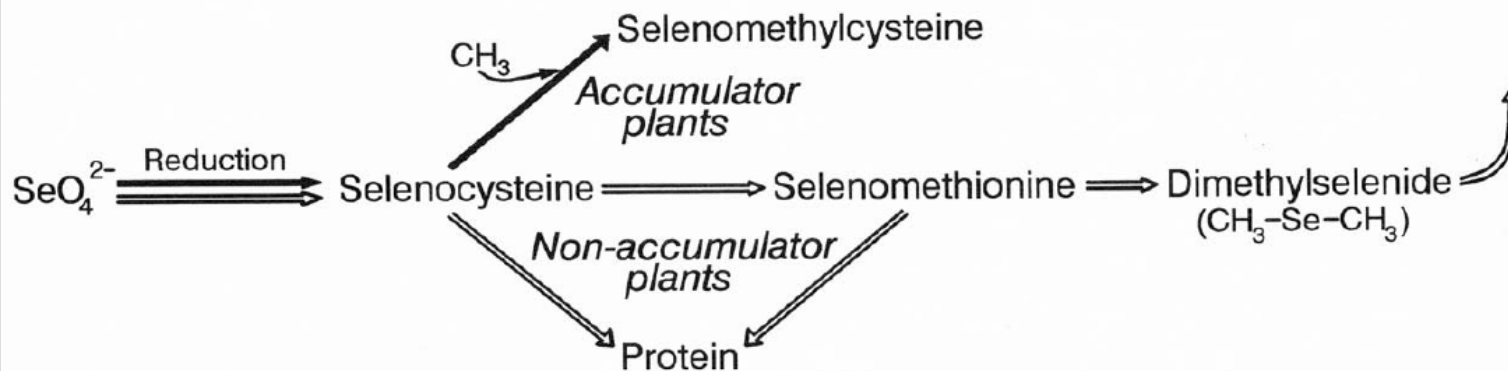 Selenomethylcysteine
CH₃
Accumulator
plants
Reduction
SeO₄²⁻
Selenocysteine
Selenomethionine
Dimethylselenide
(CH₃-Se-CH₃)
Non-accumulator
plants
Protein